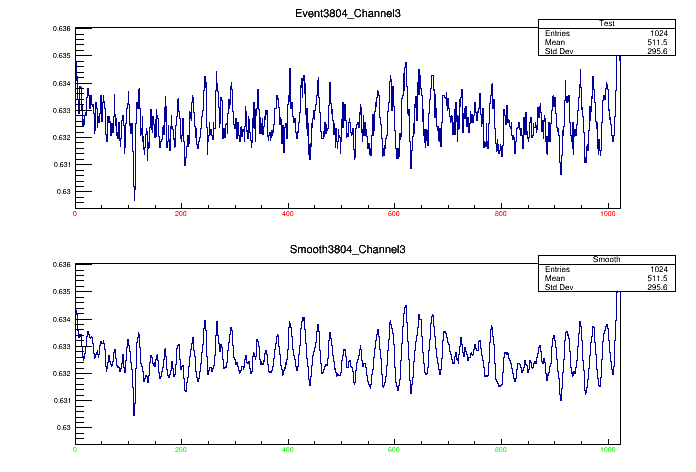 Event3804_Channel3
Test
Entries 1024
Mean 511.5
Std Dev 295.6
0.636
0.635
0.634
0.633
0.632
0.631
0.63
0 200 400 600 800 1000
Smooth3804_Channel3
Smooth
Entries 1024
Mean 511.5
Std Dev 295.6
0.636
0.635
0.634
0.633
0.632
0.631
0.63
0 200 400 600 800 1000